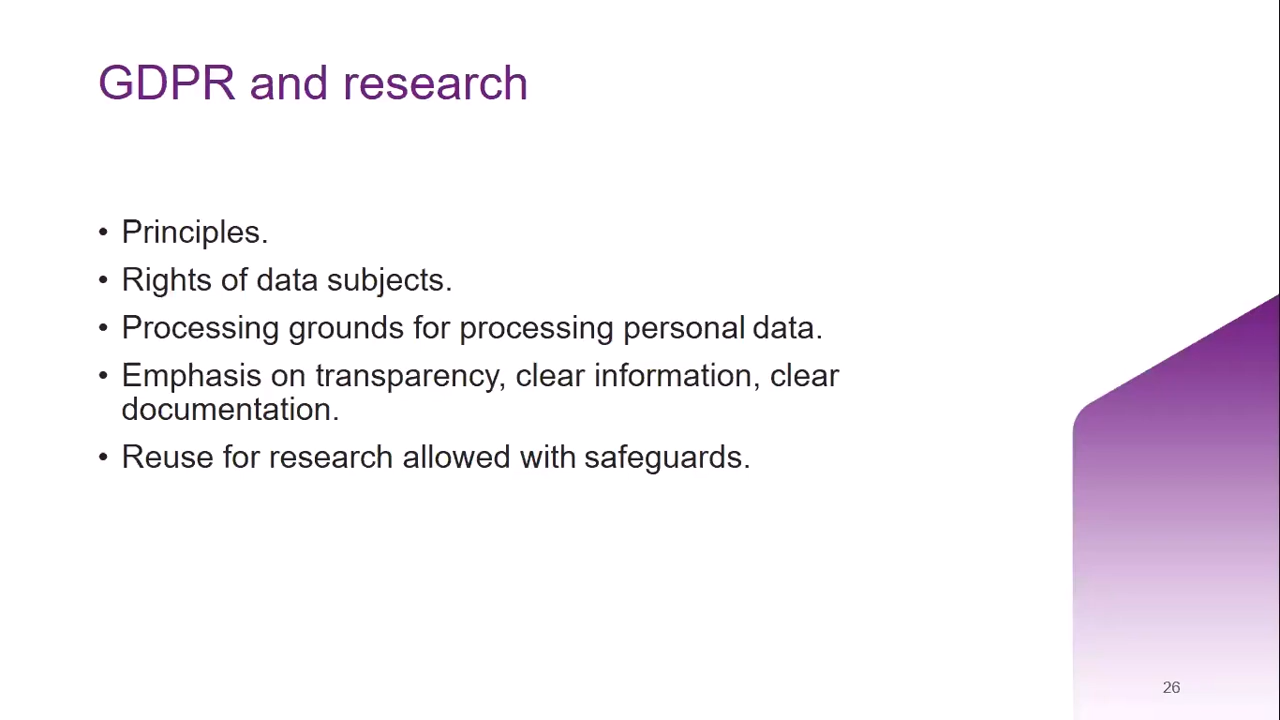 GDPR and research
• Principles.
• Rights of data subjects.
• Processing grounds for processing personal data.
• Emphasis on transparency, clear information, clear
documentation.
• Reuse for research allowed with safeguards.
26